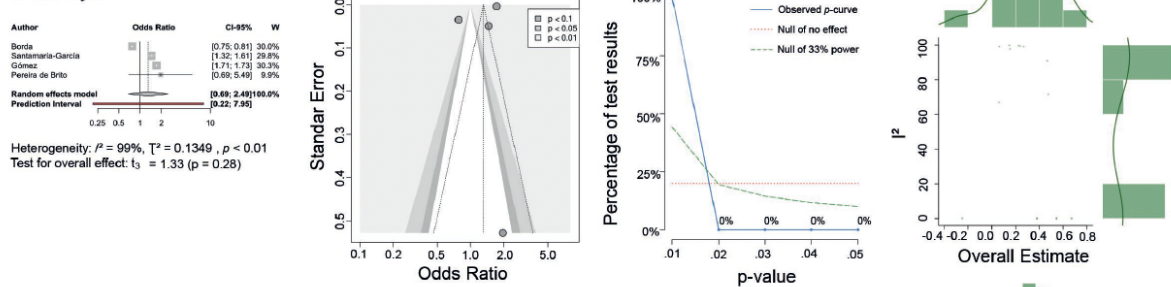 Author Odds Ratio CI-95% W
Borda [0.75; 0.81] 30.0%
Santamaría-García [1.32; 1.61] 29.8%
Gómez [1.71; 1.73] 30.3%
Pereira de Brito [0.69; 5.49] 9.9%
Random effects model [0.69; 2.49] 100.0%
Prediction Interval [0.22; 7.95]
0.25 0.5 1 2 10
Heterogeneity: I² = 99%, T² = 0.1349 , p < 0.01
Test for overall effect: t₃ = 1.33 (p = 0.28)
Standar Error
0.0
0.1
0.2
0.3
0.4
0.5
p < 0.1
p < 0.05
p < 0.01
0.1 0.2 0.5 1.0 2.0 5.0
Odds Ratio
Percentage of test results
100%
75%
50%
25%
0%
Observed p-curve
Null of no effect
Null of 33% power
0% 0% 0% 0%
.01 .02 .03 .04 .05
p-value
I²
100
80
60
40
20
0
-0.4 -0.2 0.0 0.2 0.4 0.6 0.8
Overall Estimate